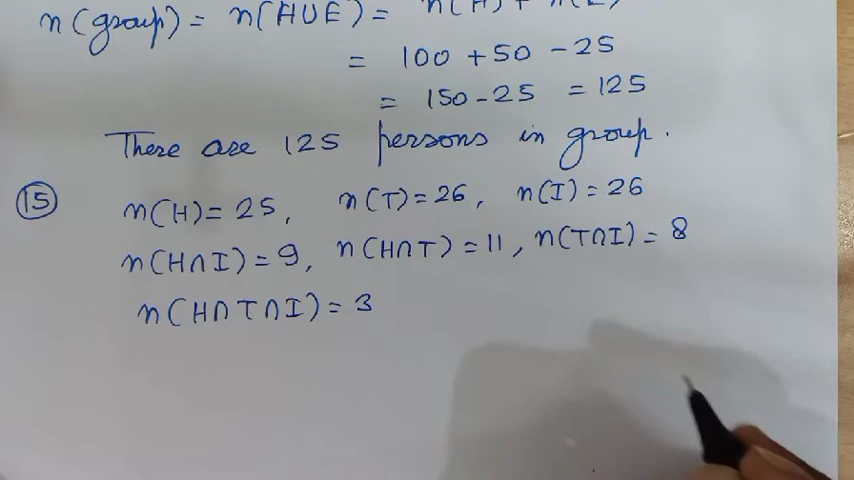 n(group) = n(HUE) = n(H) + n(E)
= 100 + 50 - 25
= 150 - 25 = 125
There are 125 persons in group.
15 n(H) = 25, n(T) = 26, n(I) = 26
n(H∩I) = 9, n(H∩T) = 11, n(T∩I) = 8
n(H∩T∩I) = 3